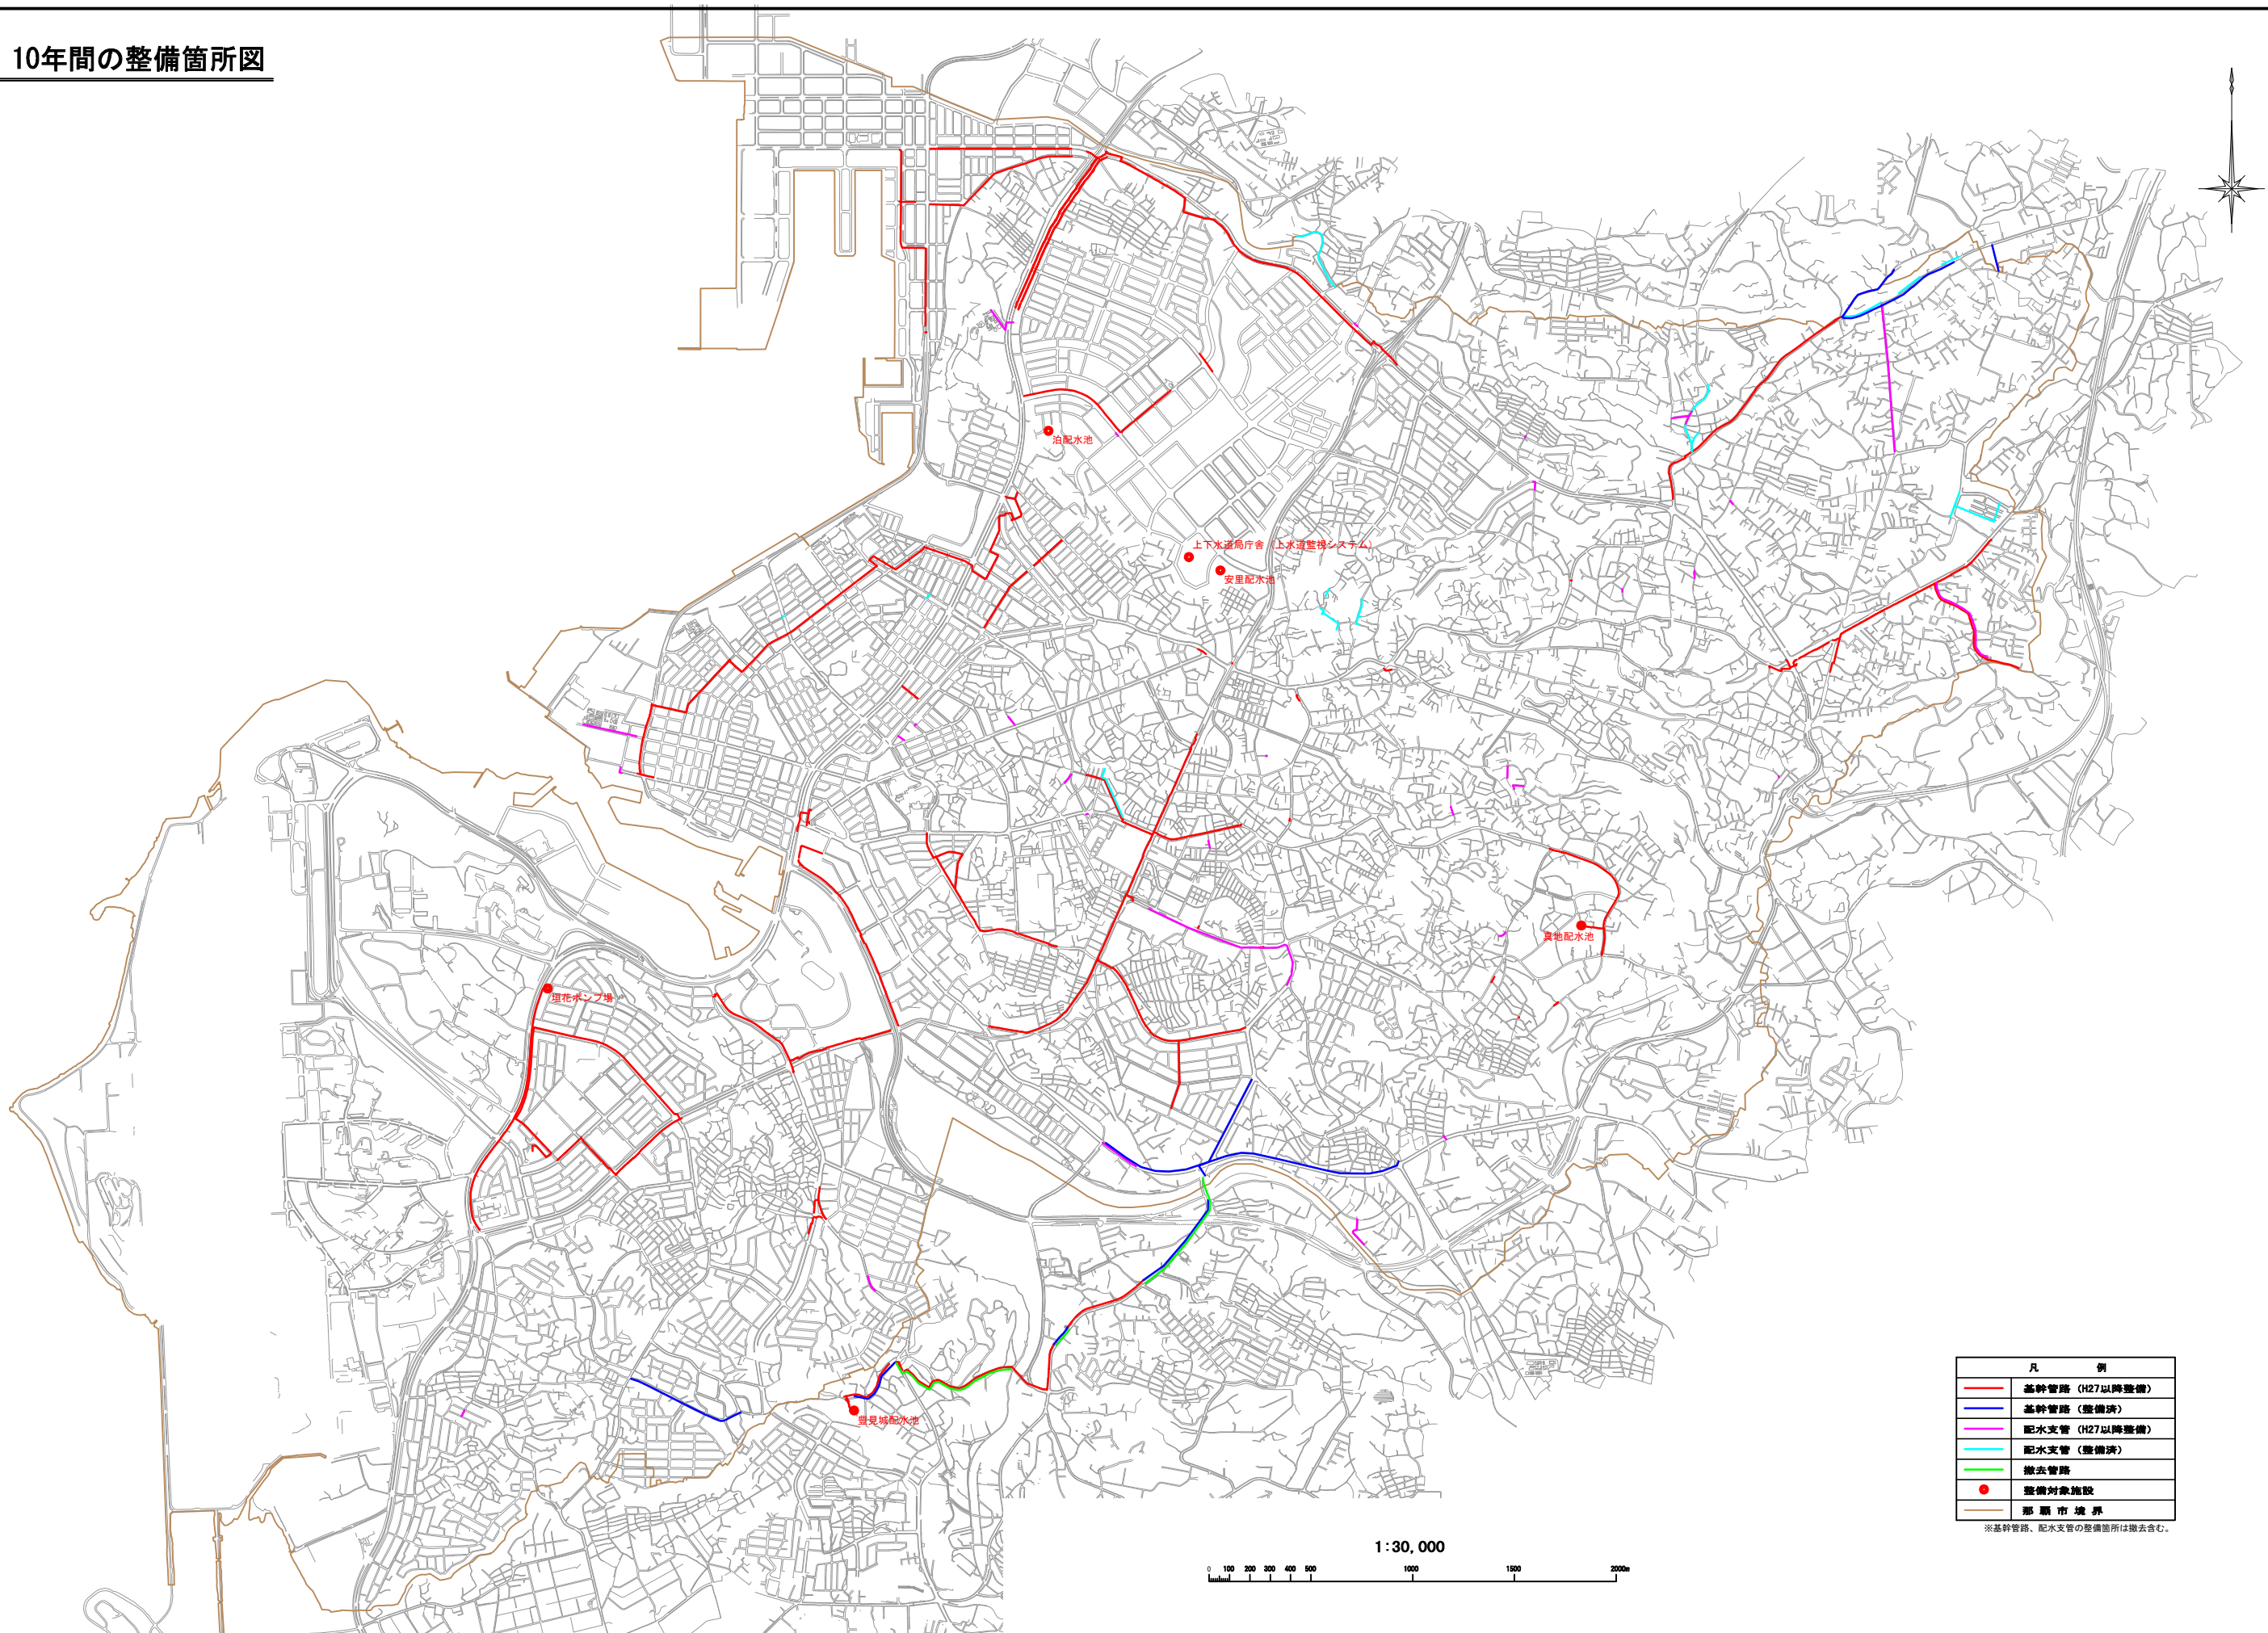 10年間の整備箇所図
泊配水池
上下水道局庁舎（上水道監視システム）
安里配水池
真地配水池
垣花ポンプ場
豊見城配水池
凡例
基幹管路（H27以降整備）
基幹管路（整備済）
配水支管（H27以降整備）
配水支管（整備済）
撤去管路
整備対象施設
那覇市境界
※基幹管路、配水支管の整備箇所は撤去含む。
1:30,000
0 100 200 300 400 500 1000 1500 2000m